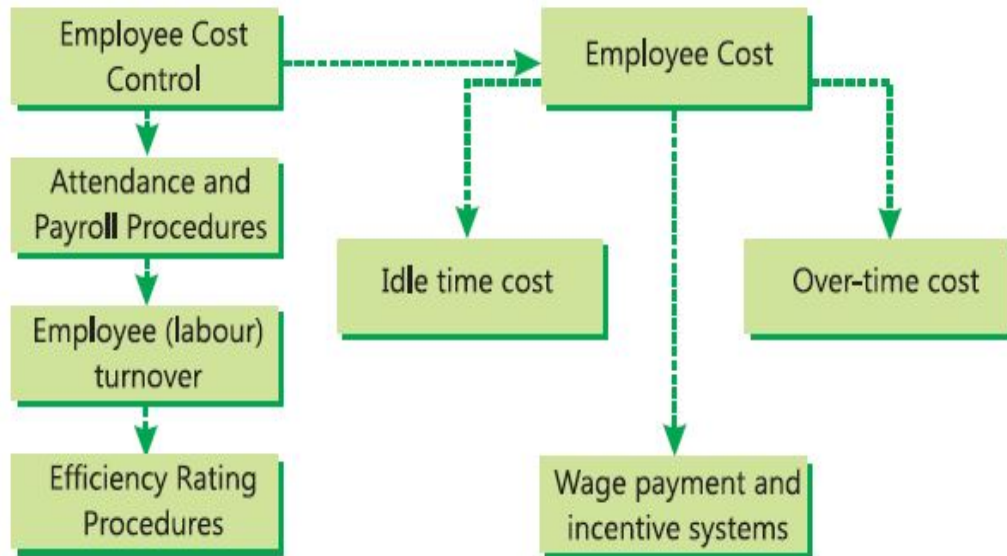 Employee Cost
Control
Employee Cost
Attendance and
Payroll Procedures
Idle time cost
Over-time cost
Employee (labour)
turnover
Efficiency Rating
Procedures
Wage payment and
incentive systems